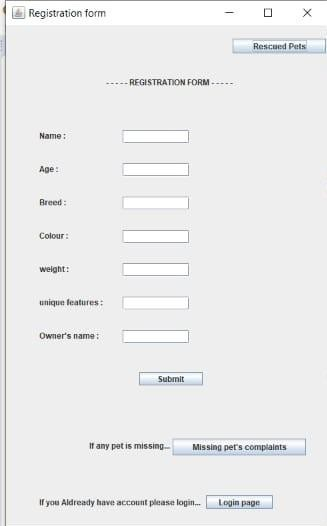 Registration form
Rescued Pets
- - - - - REGISTRATION FORM - - - - -
Name :
Age :
Breed :
Colour :
weight :
unique features :
Owner's name :
Submit
If any pet is missing... Missing pet's complaints
If you Aldready have account please login... Login page